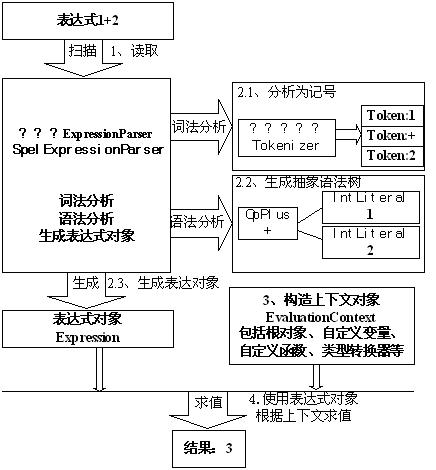 表达式1+2
扫描
1、读取
？？？ExpressionParser
SpelExpressionParser
词法分析
语法分析
生成表达式对象
词法分析
2.1、分析为记号
？？？？？
Tokenizer
Token:1
Token:+
Token:2
语法分析
2.2、生成抽象语法树
OpPlus
+
IntLiteral
1
IntLiteral
2
生成
2.3、生成表达对象
表达式对象
Expression
3、构造上下文对象
EvaluationContext
包括根对象、自定义变量、
自定义函数、类型转换器等
求值
4.使用表达式对象
根据上下文求值
结果：3